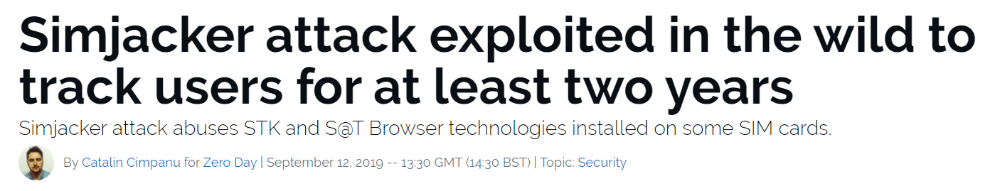 Simjacker attack exploited in the wild to
track users for at least two years
Simjacker attack abuses STK and S@T Browser technologies installed on some SIM cards.
By Catalin Cimpanu for Zero Day | September 12, 2019 -- 13:30 GMT (14:30 BST) | Topic: Security